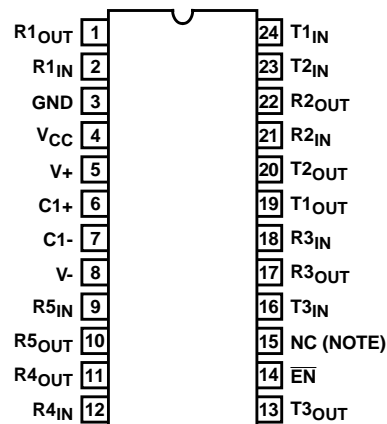 R1OUT 1 24 T1IN
R1IN 2 23 T2IN
GND 3 22 R2OUT
VCC 4 21 R2IN
V+ 5 20 T2OUT
C1+ 6 19 T1OUT
C1- 7 18 R3IN
V- 8 17 R3OUT
R5IN 9 16 T3IN
R5OUT 10 15 NC (NOTE)
R4OUT 11 14 E̅N̅
R4IN 12 13 T3OUT